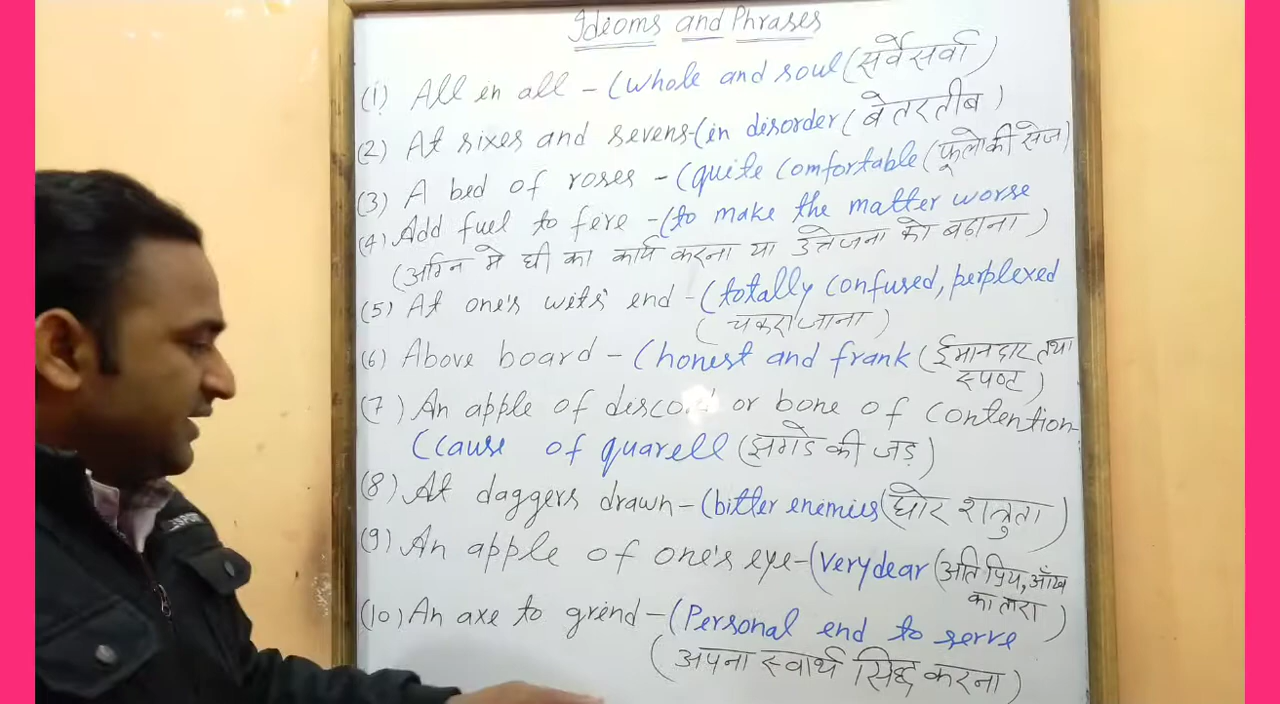 Idioms and Phrases
(1) All in all - (whole and soul (सर्वेसर्वा)
(2) At sixes and sevens - (in disorder (बेतरतीब)
(3) A bed of roses - (quite comfortable (फूलो की सेज)
(4) Add fuel to fire - (to make the matter worse
(अग्नि मे घी का कार्य करना या उत्तेजना को बढ़ाना)
(5) At one's wits' end - (totally confused, perplexed
(चकरा जाना)
(6) Above board - (honest and frank (ईमानदार तथा
स्पष्ट)
(7) An apple of discord or bone of contention-
(cause of quarell (झगडे की जड़)
(8) At daggers drawn - (bitter enemies (घोर शत्रुता)
(9) An apple of one's eye - (very dear (अति प्रिय, आँख
का तारा)
(10) An axe to grind - (Personal end to serve
(अपना स्वार्थ सिद्ध करना)